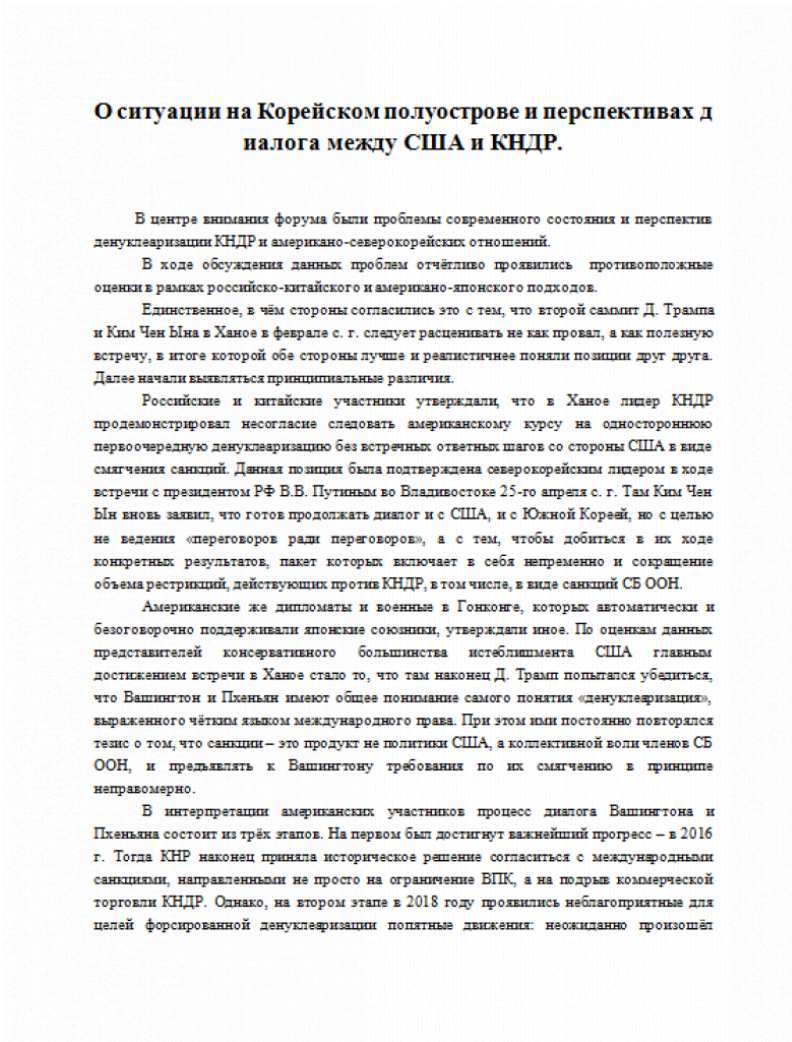 О ситуации на Корейском полуострове и перспективах д
иалога между США и КНДР.
В центре внимания форума были проблемы современного состояния и перспектив
денуклеаризации КНДР и американо-северокорейских отношений.
В ходе обсуждения данных проблем отчётливо проявились противоположные
оценки в рамках российско-китайского и американо-японского подходов.
Единственное, в чём стороны согласились это с тем, что второй саммит Д. Трампа
и Ким Чен Ына в Ханое в феврале с. г. следует расценивать не как провал, а как полезную
встречу, в итоге которой обе стороны лучше и реалистичнее поняли позиции друг друга.
Далее начали выявляться принципиальные различия.
Российские и китайские участники утверждали, что в Ханое лидер КНДР
продемонстрировал несогласие следовать американскому курсу на одностороннюю
первоочередную денуклеаризацию без встречных ответных шагов со стороны США в виде
смягчения санкций. Данная позиция была подтверждена северокорейским лидером в ходе
встречи с президентом РФ В.В. Путиным во Владивостоке 25-го апреля с. г. Там Ким Чен
Ын вновь заявил, что готов продолжать диалог и с США, и с Южной Кореей, но с целью
не ведения «переговоров ради переговоров», а с тем, чтобы добиться в их ходе
конкретных результатов, пакет которых включает в себя непременно и сокращение
объема рестрикций, действующих против КНДР, в том числе, в виде санкций СБ ООН.
Американские же дипломаты и военные в Гонконге, которых автоматически и
безоговорочно поддерживали японские союзники, утверждали иное. По оценкам данных
представителей консервативного большинства истеблишмента США главным
достижением встречи в Ханое стало то, что там наконец Д. Трамп попытался убедиться,
что Вашингтон и Пхеньян имеют общее понимание самого понятия «денуклеаризация»,
выраженного чётким языком международного права. При этом ими постоянно повторялся
тезис о том, что санкции – это продукт не политики США, а коллективной воли членов СБ
ООН, и предъявлять к Вашингтону требования по их смягчению в принципе
неправомерно.
В интерпретации американских участников процесс диалога Вашингтона и
Пхеньяна состоит из трёх этапов. На первом был достигнут важнейший прогресс – в 2016
г. Тогда КНР наконец приняла историческое решение согласиться с международными
санкциями, направленными не просто на ограничение ВПК, а на подрыв коммерческой
торговли КНДР. Однако, на втором этапе в 2018 году проявились неблагоприятные для
целей форсированной денуклеаризации попятные движения: неожиданно произошёл